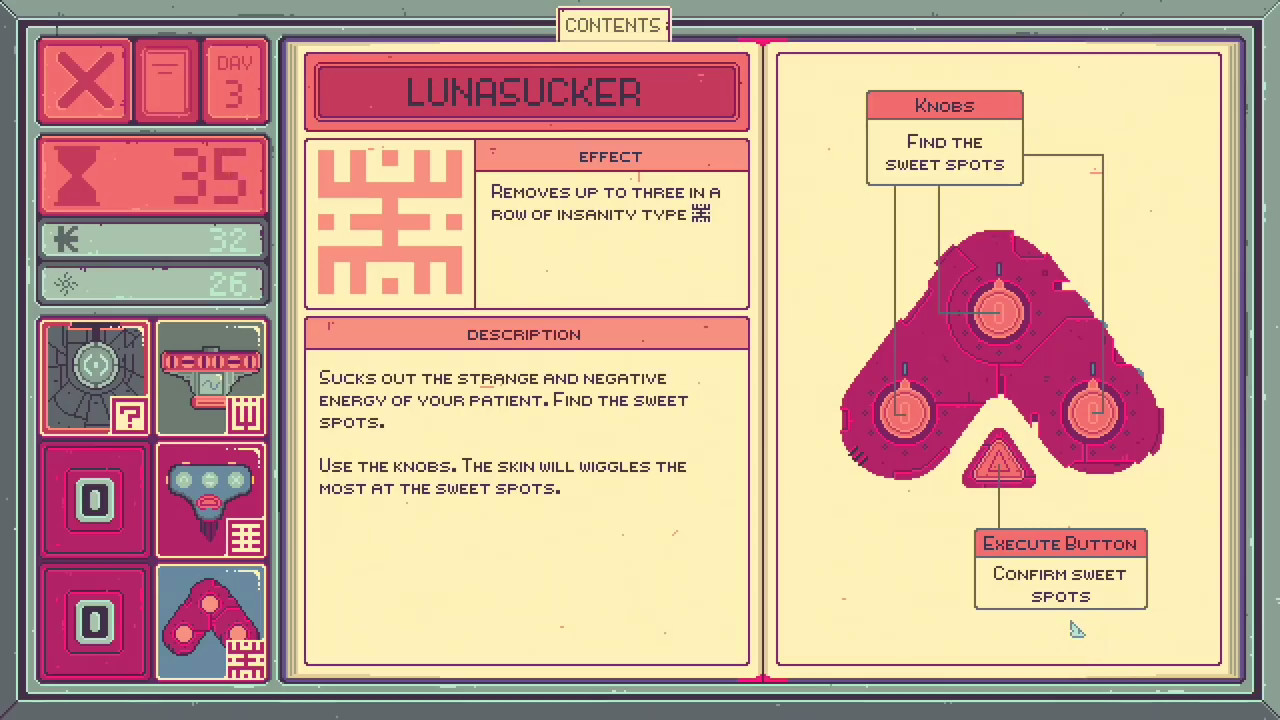 CONTENTS
DAY
3
35
32
26
?
0
0
LUNASUCKER
EFFECT
REMOVES UP TO THREE IN A
ROW OF INSANITY TYPE
DESCRIPTION
SUCKS OUT THE STRANGE AND NEGATIVE
ENERGY OF YOUR PATIENT. FIND THE SWEET
SPOTS.
USE THE KNOBS. THE SKIN WILL WIGGLES THE
MOST AT THE SWEET SPOTS.
KNOBS
FIND THE
SWEET SPOTS
EXECUTE BUTTON
CONFIRM SWEET
SPOTS